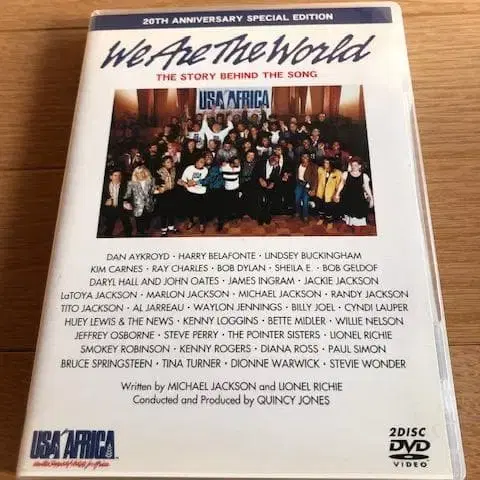 20TH ANNIVERSARY SPECIAL EDITION
We Are The World
THE STORY BEHIND THE SONG
USA AFRICA
DAN AYKROYD · HARRY BELAFONTE · LINDSEY BUCKINGHAM
KIM CARNES · RAY CHARLES · BOB DYLAN · SHEILA E. · BOB GELDOF
DARYL HALL AND JOHN OATES · JAMES INGRAM · JACKIE JACKSON
LaTOYA JACKSON · MARLON JACKSON · MICHAEL JACKSON · RANDY JACKSON
TITO JACKSON · AL JARREAU · WAYLON JENNINGS · BILLY JOEL · CYNDI LAUPER
HUEY LEWIS & THE NEWS · KENNY LOGGINS · BETTE MIDLER · WILLIE NELSON
JEFFREY OSBORNE · STEVE PERRY · THE POINTER SISTERS · LIONEL RICHIE
SMOKEY ROBINSON · KENNY ROGERS · DIANA ROSS · PAUL SIMON
BRUCE SPRINGSTEEN · TINA TURNER · DIONNE WARWICK · STEVIE WONDER
Written by MICHAEL JACKSON and LIONEL RICHIE
Conducted and Produced by QUINCY JONES
USA AFRICA
2DISC
DVD
VIDEO